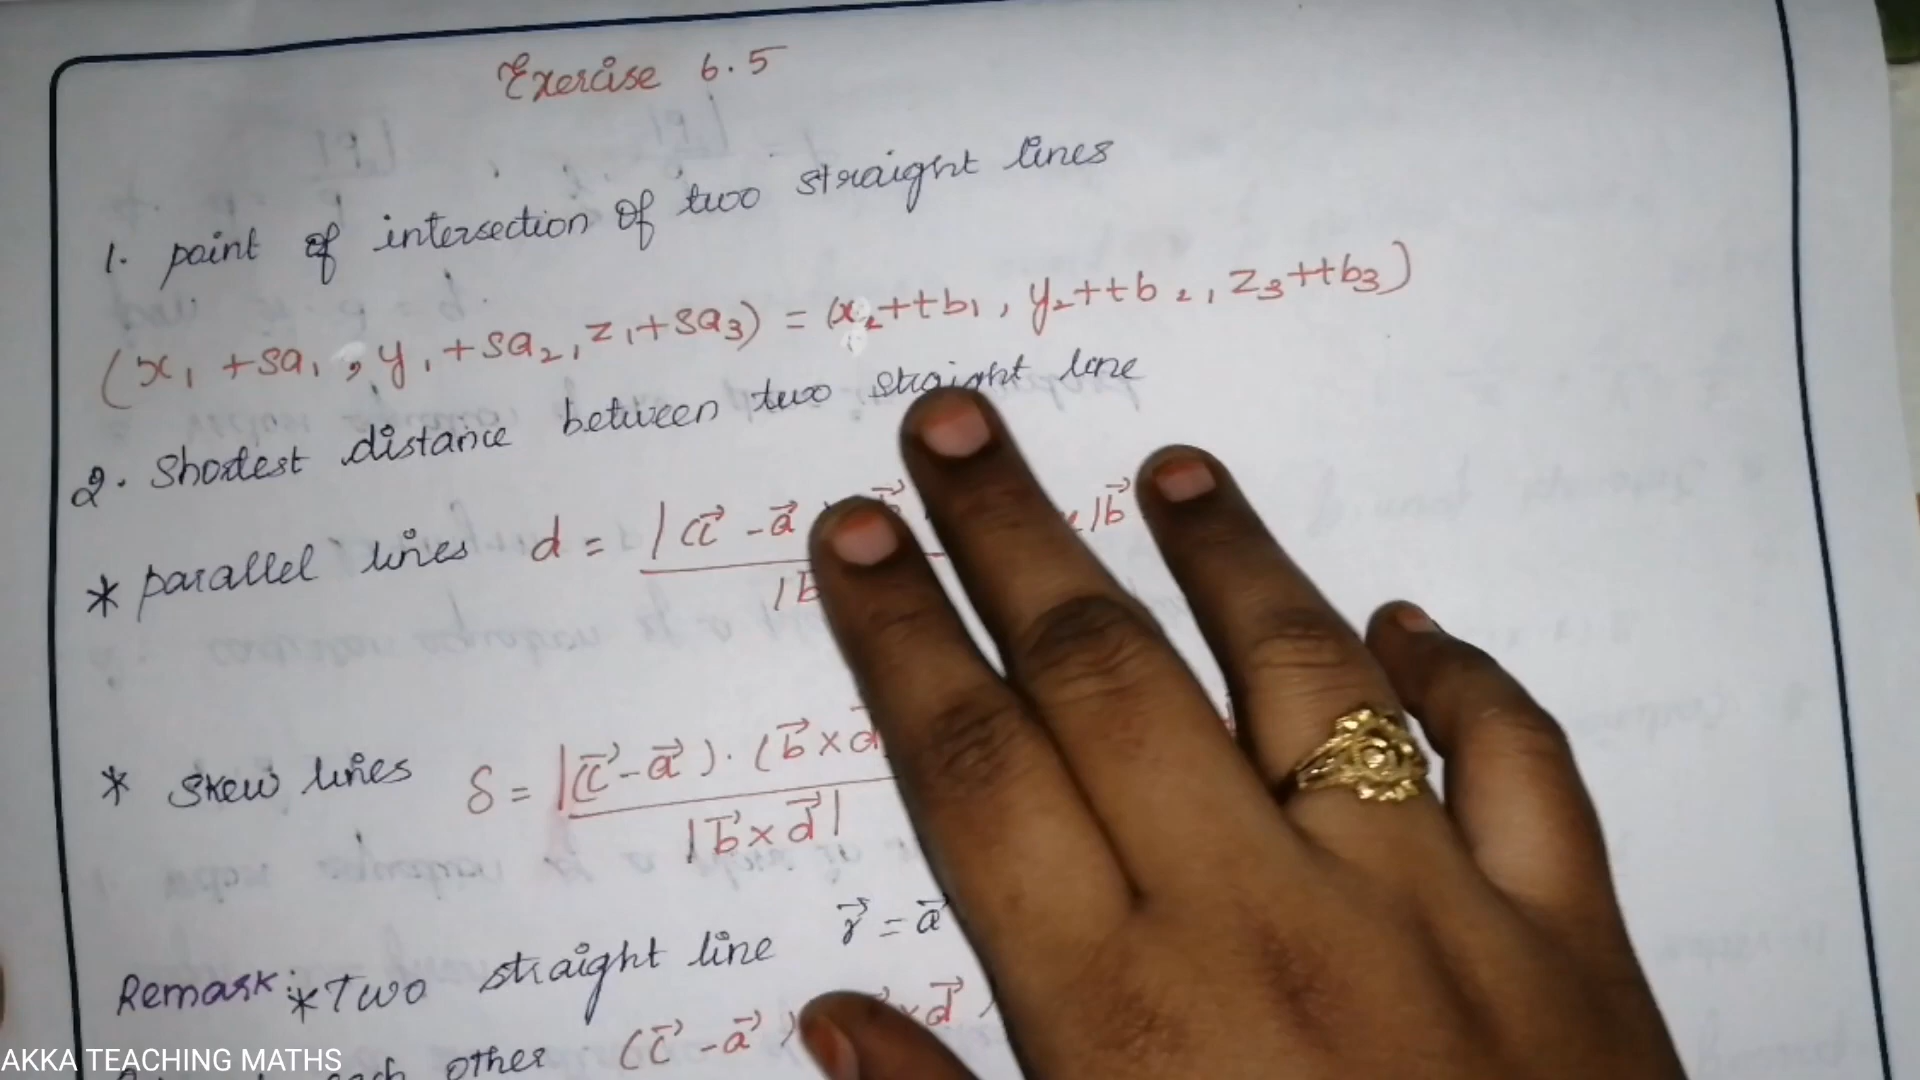 Exercise 6.5
1. point of intersection of two straight lines
(x₁ + sa₁, y₁ + sa₂, z₁ + sa₃) = (x₂ + tb₁, y₂ + tb₂, z₃ + tb₃)
2. Shortest distance between two straight line
* parallel lines d = |(c⃗ - a⃗
* Skew lines δ = |(c⃗ - a⃗) . (b⃗ × d⃗
|b⃗ × d⃗|
Remark : * Two straight line r⃗ = a⃗
each other (c⃗ - a⃗) × d⃗)
AKKA TEACHING MATHS